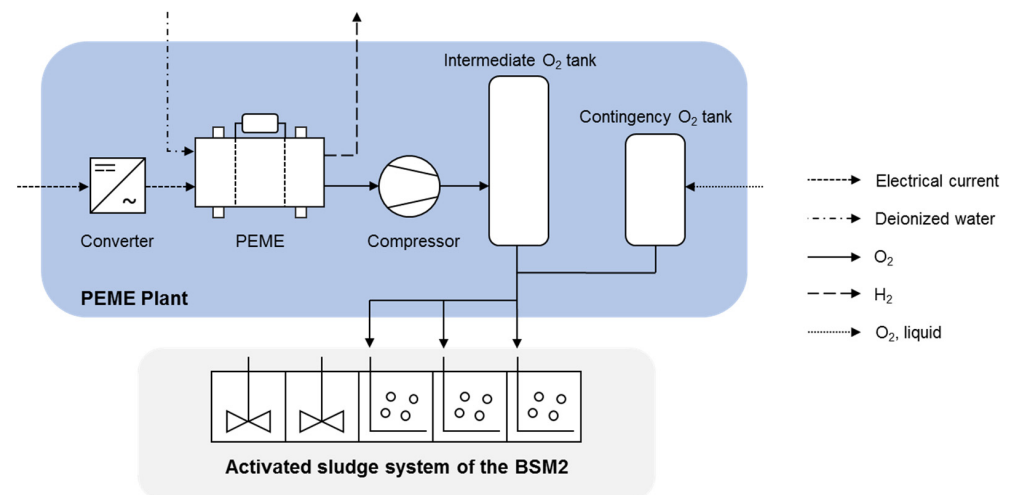 Intermediate O₂ tank
Contingency O₂ tank
Converter
PEME
Compressor
PEME Plant
Electrical current
Deionized water
O₂
H₂
O₂, liquid
Activated sludge system of the BSM2